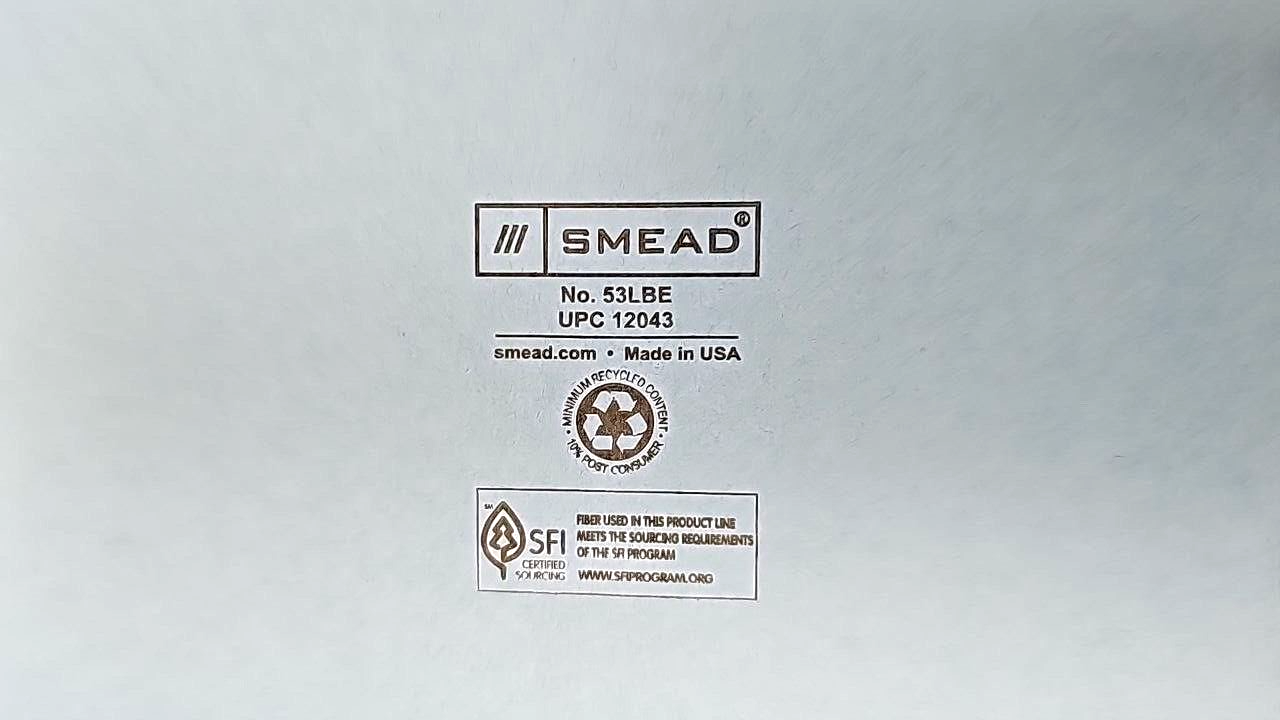 /// SMEAD®
No. 53LBE
UPC 12043
smead.com • Made in USA
• MINIMUM RECYCLED CONTENT •
10% POST CONSUMER
SM
SFI
CERTIFIED
SOURCING
FIBER USED IN THIS PRODUCT LINE
MEETS THE SOURCING REQUIREMENTS
OF THE SFI PROGRAM
WWW.SFIPROGRAM.ORG